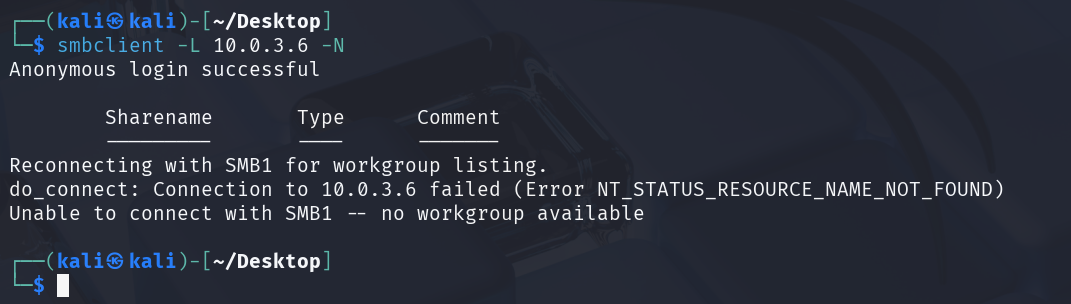 ┌──(kali㉿kali)-[~/Desktop]
└─$ smbclient -L 10.0.3.6 -N
Anonymous login successful
Sharename Type Comment
--------- ---- -------
Reconnecting with SMB1 for workgroup listing.
do_connect: Connection to 10.0.3.6 failed (Error NT_STATUS_RESOURCE_NAME_NOT_FOUND)
Unable to connect with SMB1 -- no workgroup available
┌──(kali㉿kali)-[~/Desktop]
└─$